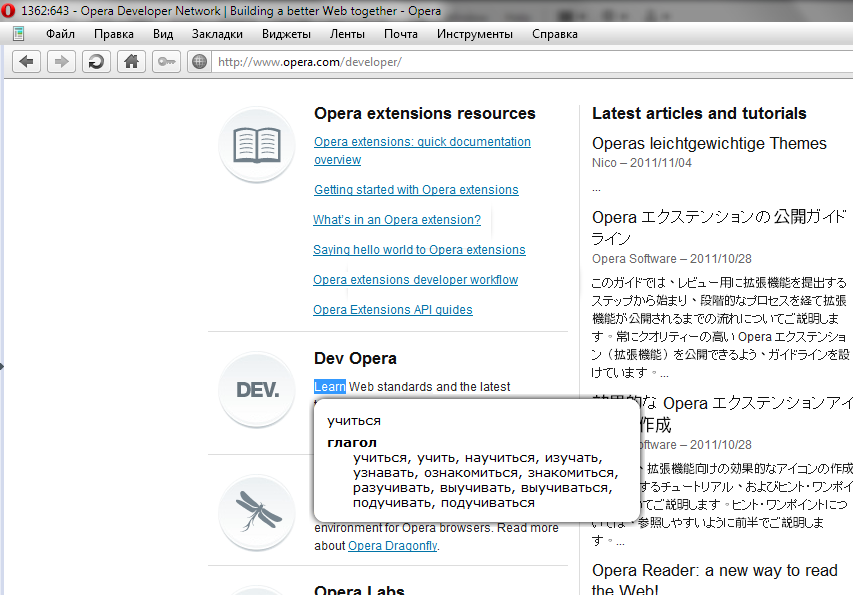 1362:643 - Opera Developer Network | Building a better Web together - Opera
Файл Правка Вид Закладки Виджеты Ленты Почта Инструменты Справка
http://www.opera.com/developer/
Opera extensions resources
Opera extensions: quick documentation
overview
Getting started with Opera extensions
What's in an Opera extension?
Saying hello world to Opera extensions
Opera extensions developer workflow
Opera Extensions API guides
DEV.
Dev Opera
Learn Web standards and the latest
учиться
глагол
учиться, учить, научиться, изучать,
узнавать, ознакомиться, знакомиться,
разучивать, выучивать, выучиваться,
подучивать, подучиваться
environment for Opera browsers. Read more
about Opera Dragonfly.
Opera Labs
Latest articles and tutorials
Operas leichtgewichtige Themes
Nico – 2011/11/04
...
Opera エクステンションの公開ガイド
ライン
Opera Software – 2011/10/28
このガイドでは、レビュー用に拡張機能を提出する
ステップから始まり、段階的なプロセスを経て拡張
機能が公開されるまでの流れについてご説明しま
す。常にクオリティーの高い Opera エクステンショ
ン（拡張機能）を公開できるよう、ガイドラインを設
けています。...
効果的な Opera エクステンションアイ
作成
oftware – 2011/10/28
、拡張機能向けの効果的なアイコンの作成
するチュートリアル、およびヒント・ワンポイ
てご説明します。ヒント・ワンポイントにつ
いては、参照しやすいように前半でご説明しま
す。...
Opera Reader: a new way to read
the Web!